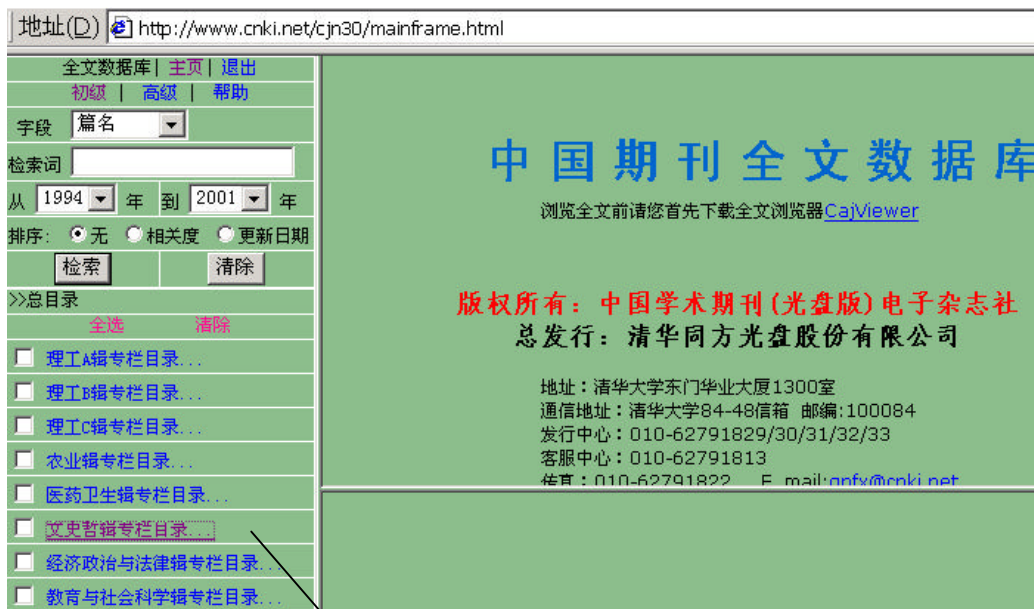 地址(D) http://www.cnki.net/cjn30/mainframe.html
全文数据库| 主页| 退出
初级 | 高级 | 帮助
字段 篇名
检索词
从 1994 年 到 2001 年
排序: 无 相关度 更新日期
检索 清除
>>总目录
全选 清除
理工A辑专栏目录...
理工B辑专栏目录...
理工C辑专栏目录...
农业辑专栏目录...
医药卫生辑专栏目录...
文史哲辑专栏目录...
经济政治与法律辑专栏目录...
教育与社会科学辑专栏目录...
中国期刊全文数据库
浏览全文前请您首先下载全文浏览器CajViewer
版权所有: 中国学术期刊(光盘版)电子杂志社
总发行: 清华同方光盘股份有限公司
地址：清华大学东门华业大厦1300室
通信地址：清华大学84-48信箱 邮编:100084
发行中心：010-62791829/30/31/32/33
客服中心：010-62791813
传真：010-62791822 E_mail:gnfx@cnki.net